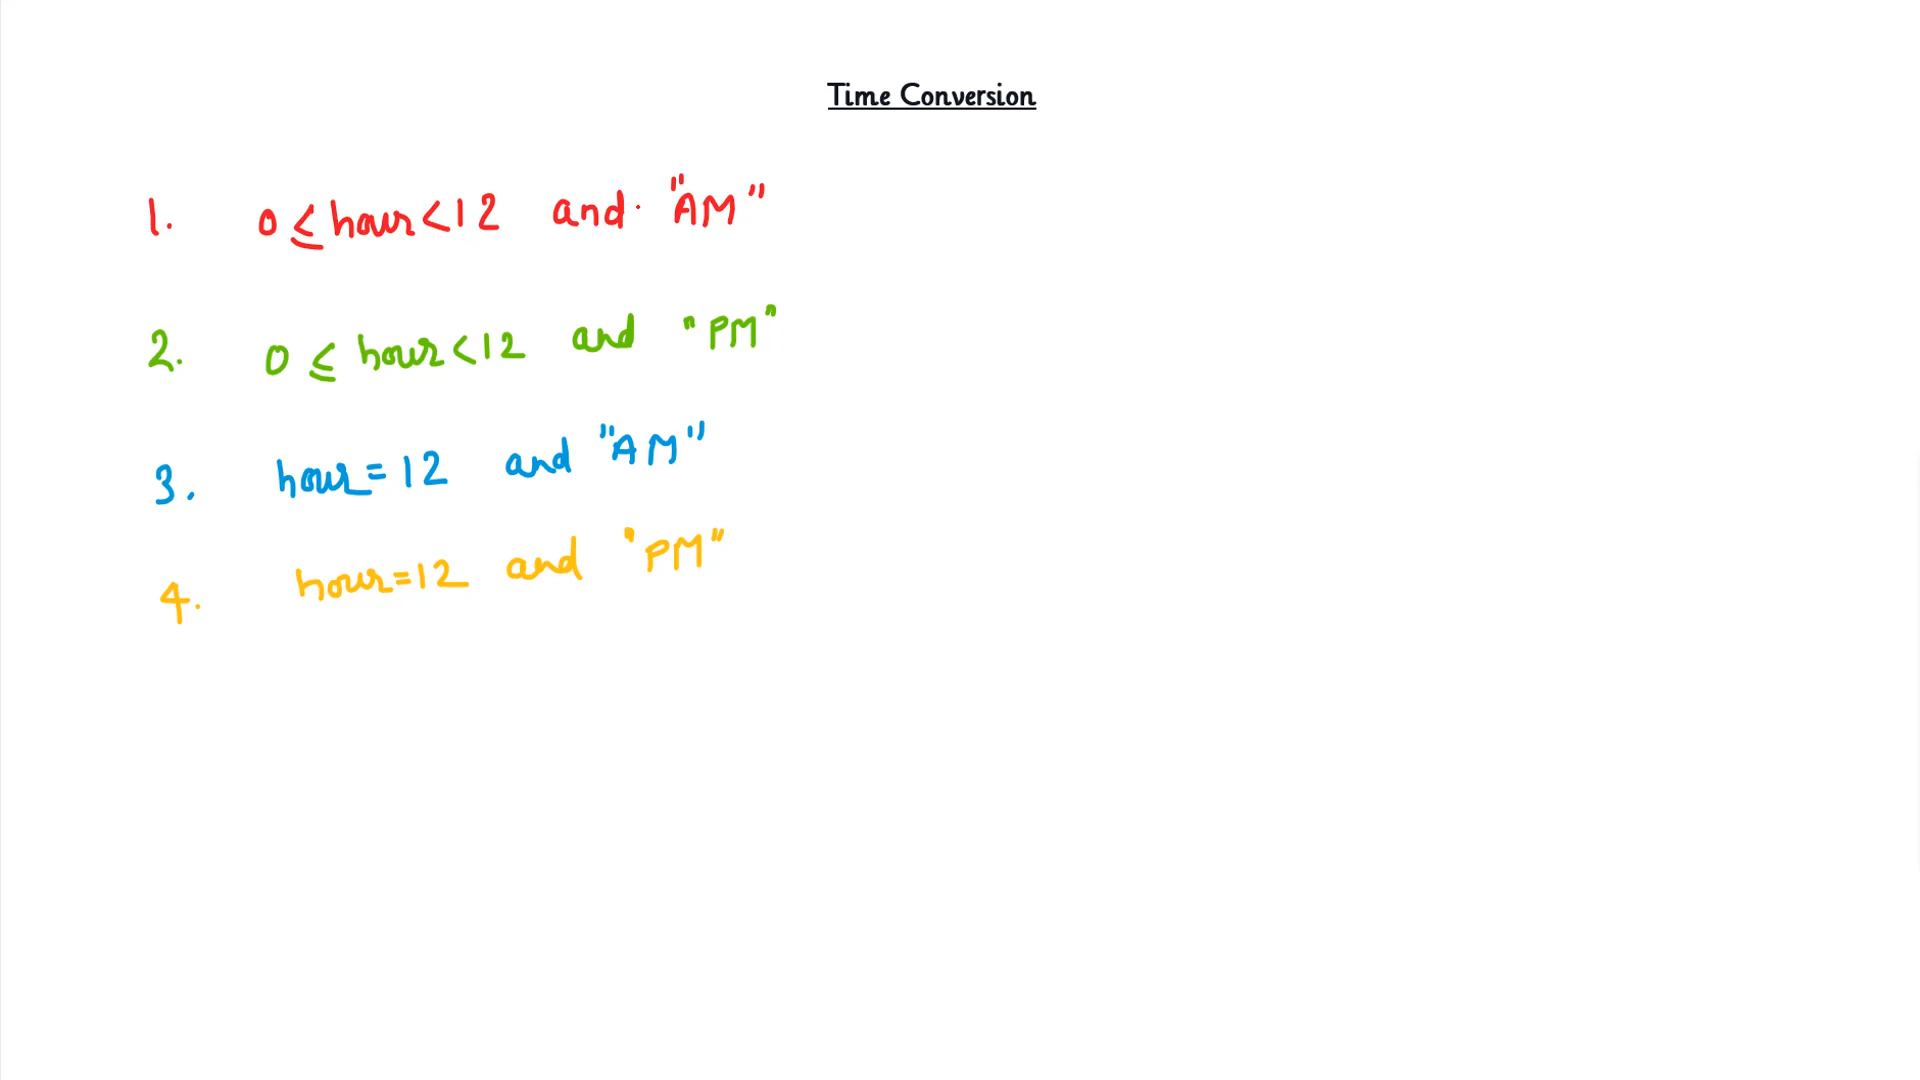 Time Conversion
1. 0 ≤ hour < 12 and. "AM"
2. 0 ≤ hour < 12 and "PM"
3. hour = 12 and "AM"
4. hour = 12 and "PM"